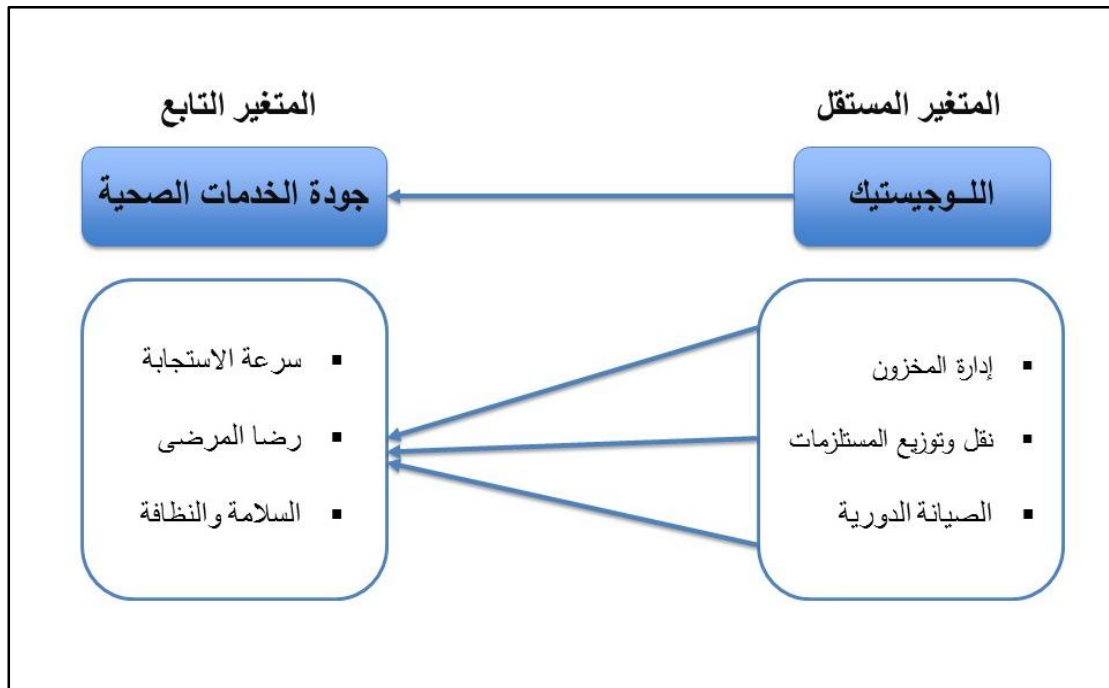 المتغير المستقل
المتغير التابع
اللــوجيستيك
جودة الخدمات الصحية
▪ إدارة المخزون
▪ نقل وتوزيع المستلزمات
▪ الصيانة الدورية
▪ سرعة الاستجابة
▪ رضا المرضى
▪ السلامة والنظافة